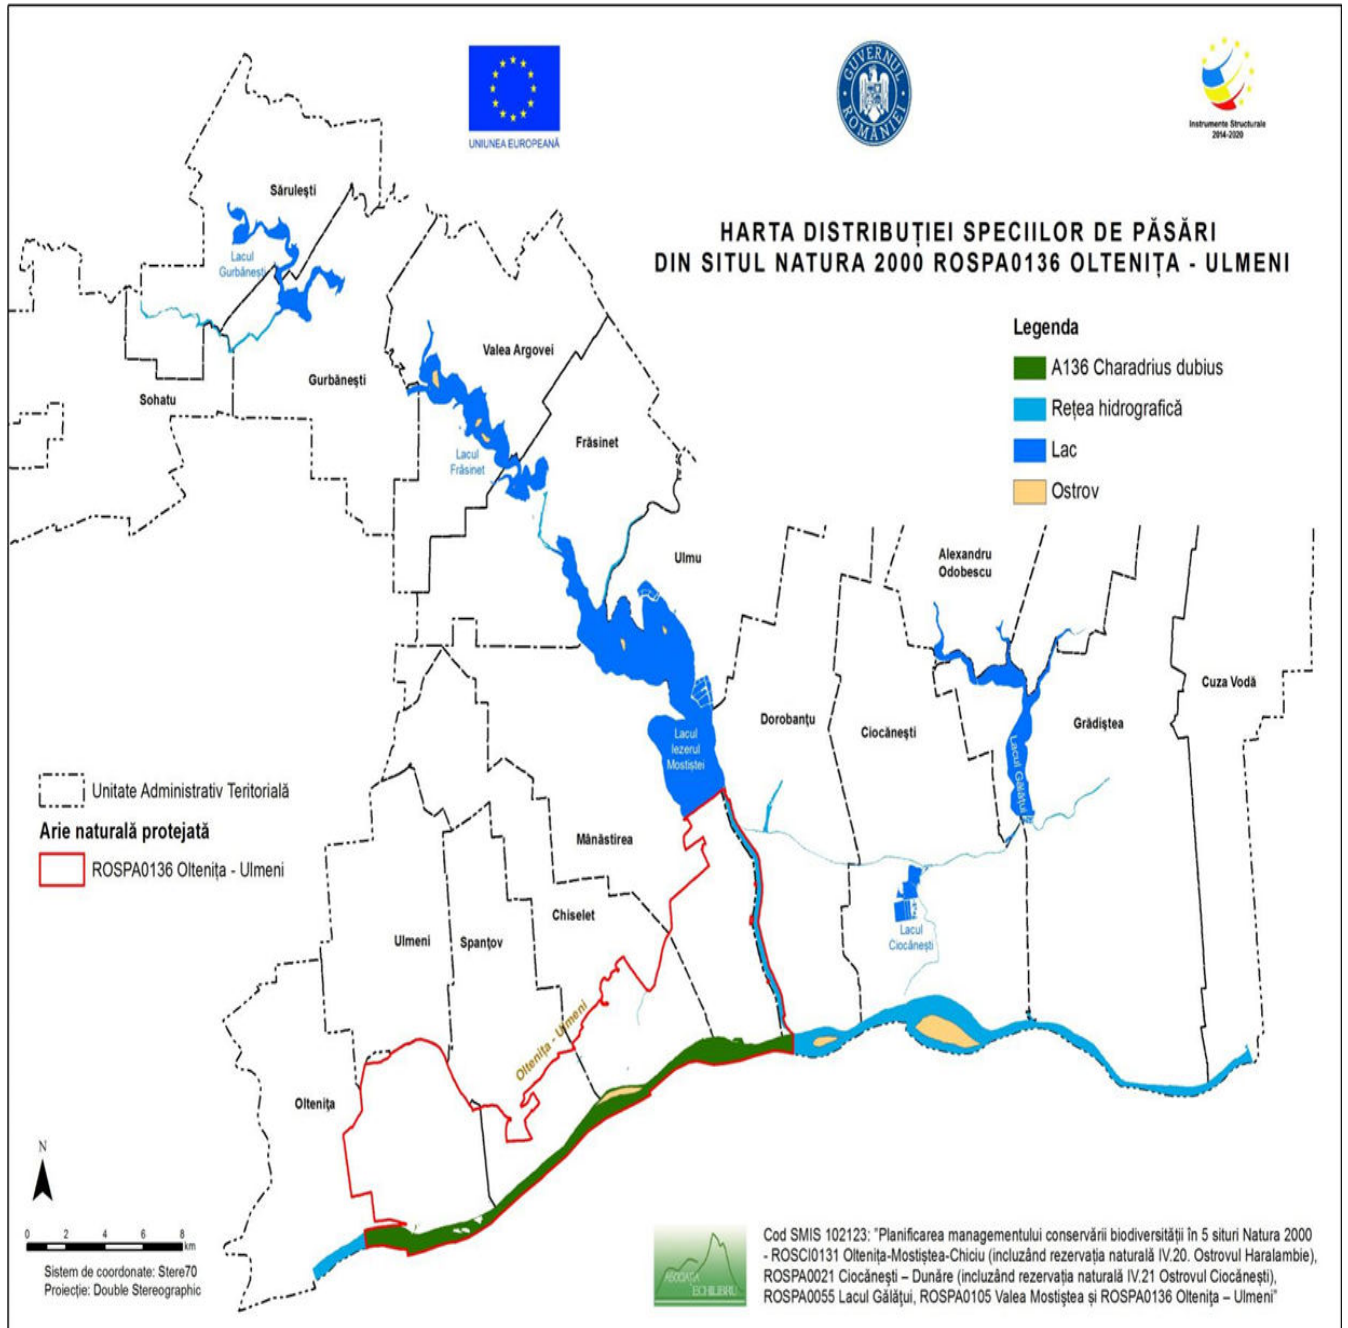 UNIUNEA EUROPEANĂ
GUVERNUL ROMÂNIEI
Instrumente Structurale
2014-2020
HARTA DISTRIBUȚIEI SPECIILOR DE PĂSĂRI
DIN SITUL NATURA 2000 ROSPA0136 OLTENIȚA - ULMENI
Legenda
A136 Charadrius dubius
Rețea hidrografică
Lac
Ostrov
Sărulești
Lacul
Gurbănești
Valea Argovei
Gurbănești
Sohatu
Frăsinet
Lacul
Frăsinet
Ulmu
Alexandru
Odobescu
Cuza Vodă
Dorobanțu
Ciocănești
Grădiștea
Lacul
Iezerul
Mostiștei
Lacul Gălățui
Unitate Administrativ Teritorială
Arie naturală protejată
ROSPA0136 Oltenița - Ulmeni
Mânăstirea
Chiselet
Ulmeni
Spanțov
Lacul
Ciocănești
Oltenița - Ulmeni
Oltenița
N
0 2 4 6 8
km
Sistem de coordonate: Stere70
Proiecție: Double Stereographic
ASOCIAȚIA
ECHILIBRU
Cod SMIS 102123: "Planificarea managementului conservării biodiversității în 5 situri Natura 2000
- ROSCI0131 Oltenița-Mostiștea-Chiciu (incluzând rezervația naturală IV.20. Ostrovul Haralambie),
ROSPA0021 Ciocănești – Dunăre (incluzând rezervația naturală IV.21 Ostrovul Ciocănești),
ROSPA0055 Lacul Gălățui, ROSPA0105 Valea Mostiștea și ROSPA0136 Oltenița – Ulmeni"